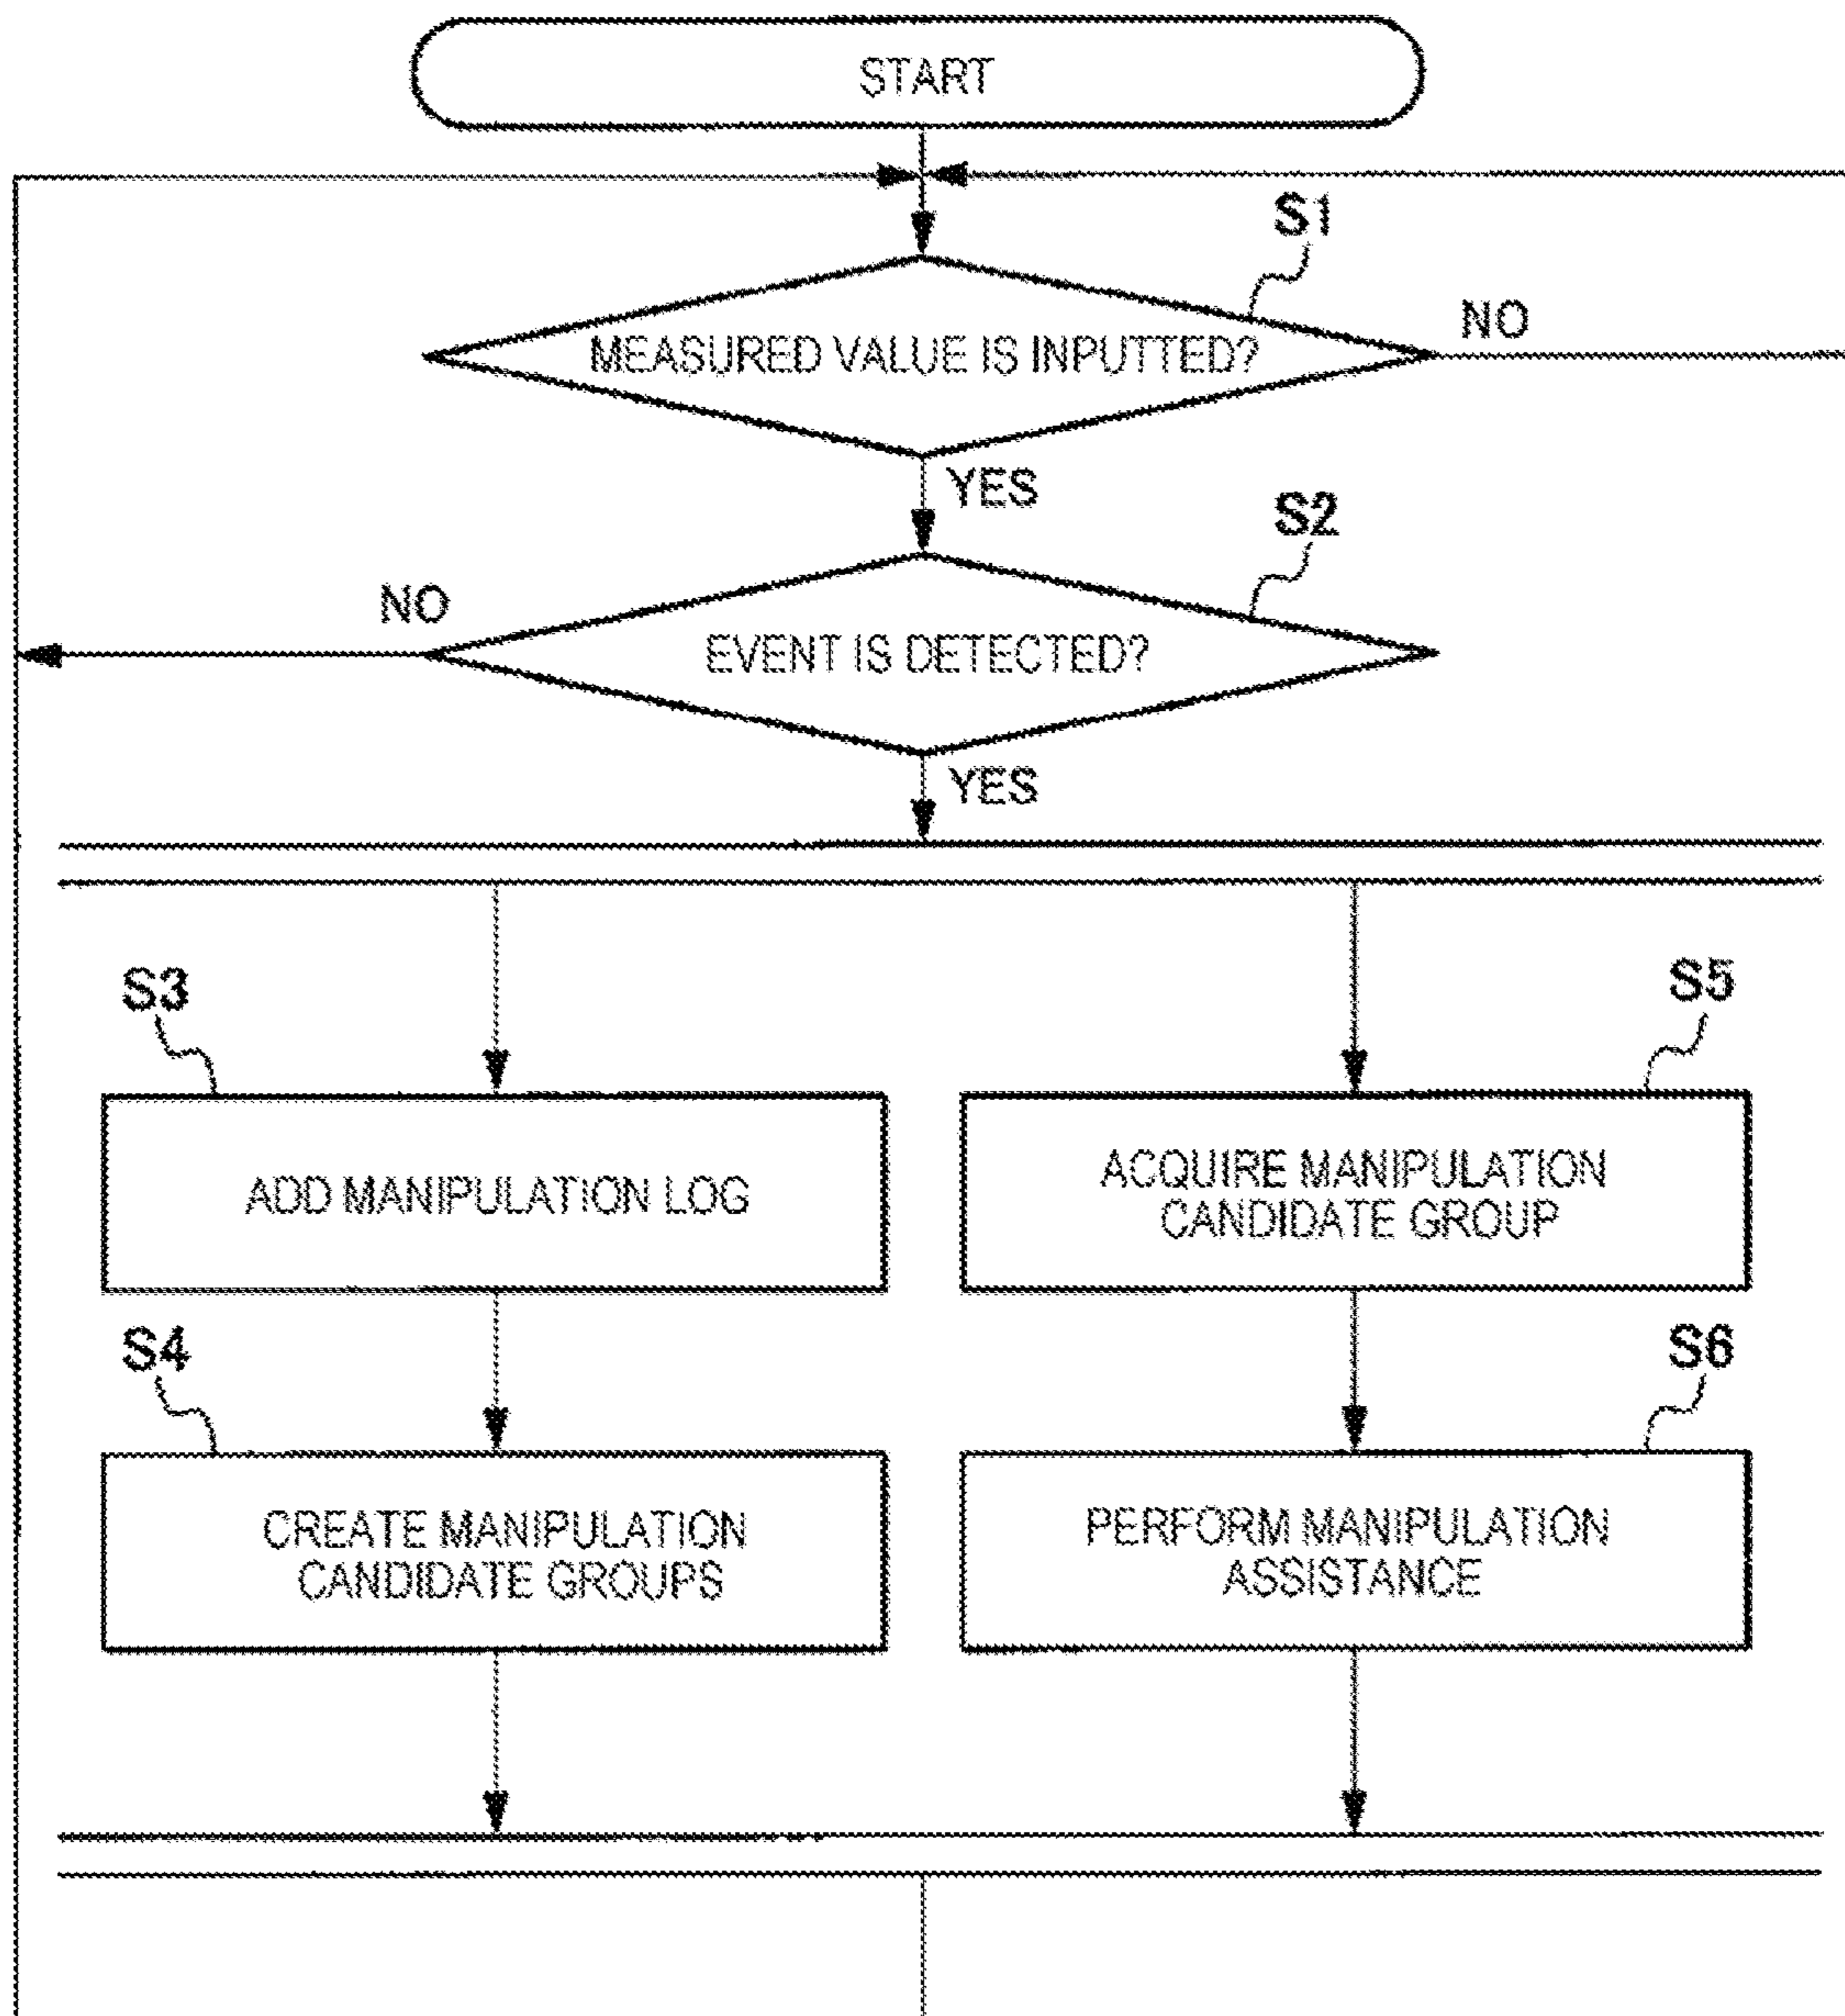 START
S1
MEASURED VALUE IS INPUTTED?
NO
YES
S2
NO
EVENT IS DETECTED?
YES
S3
S5
ADD MANIPULATION LOG
ACQUIRE MANIPULATION
CANDIDATE GROUP
S4
S6
CREATE MANIPULATION
CANDIDATE GROUPS
PERFORM MANIPULATION
ASSISTANCE